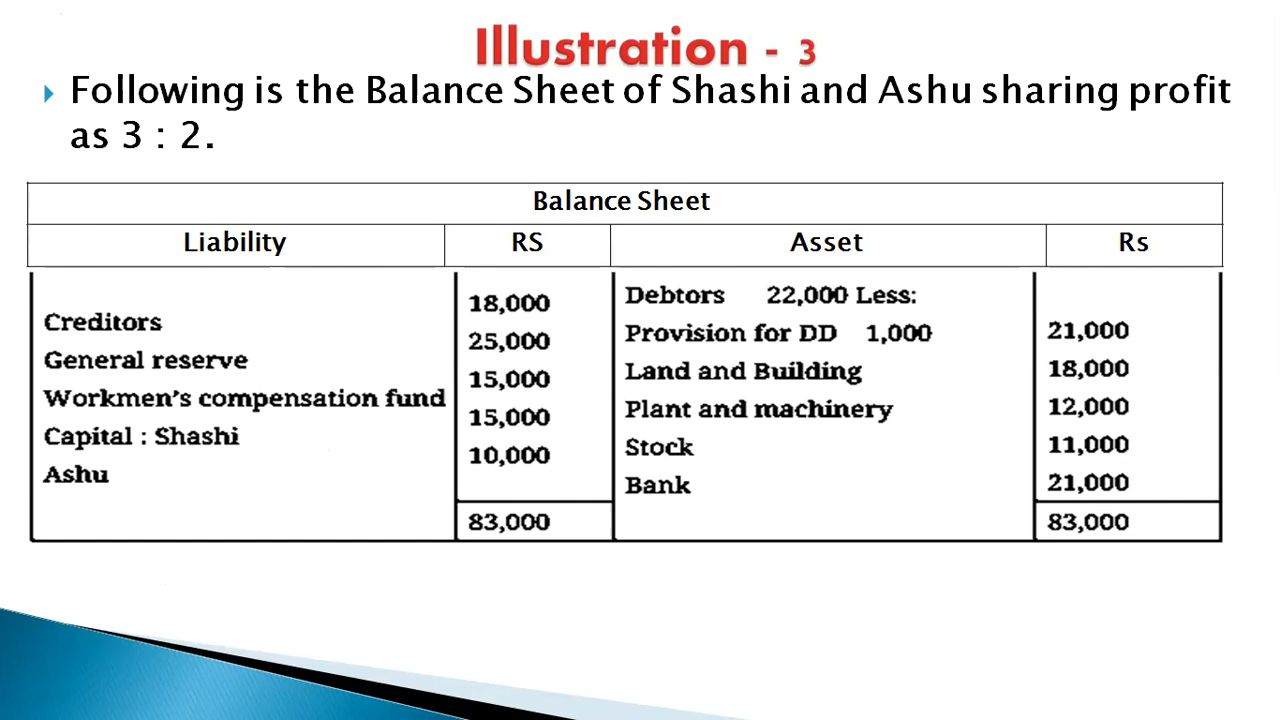 Illustration - 3
Following is the Balance Sheet of Shashi and Ashu sharing profit
as 3 : 2.
Balance Sheet
Liability RS Asset Rs
Creditors 18,000 Debtors 22,000 Less:
General reserve 25,000 Provision for DD 1,000 21,000
Workmen's compensation fund 15,000 Land and Building 18,000
Capital : Shashi 15,000 Plant and machinery 12,000
Ashu 10,000 Stock 11,000
Bank 21,000
83,000 83,000